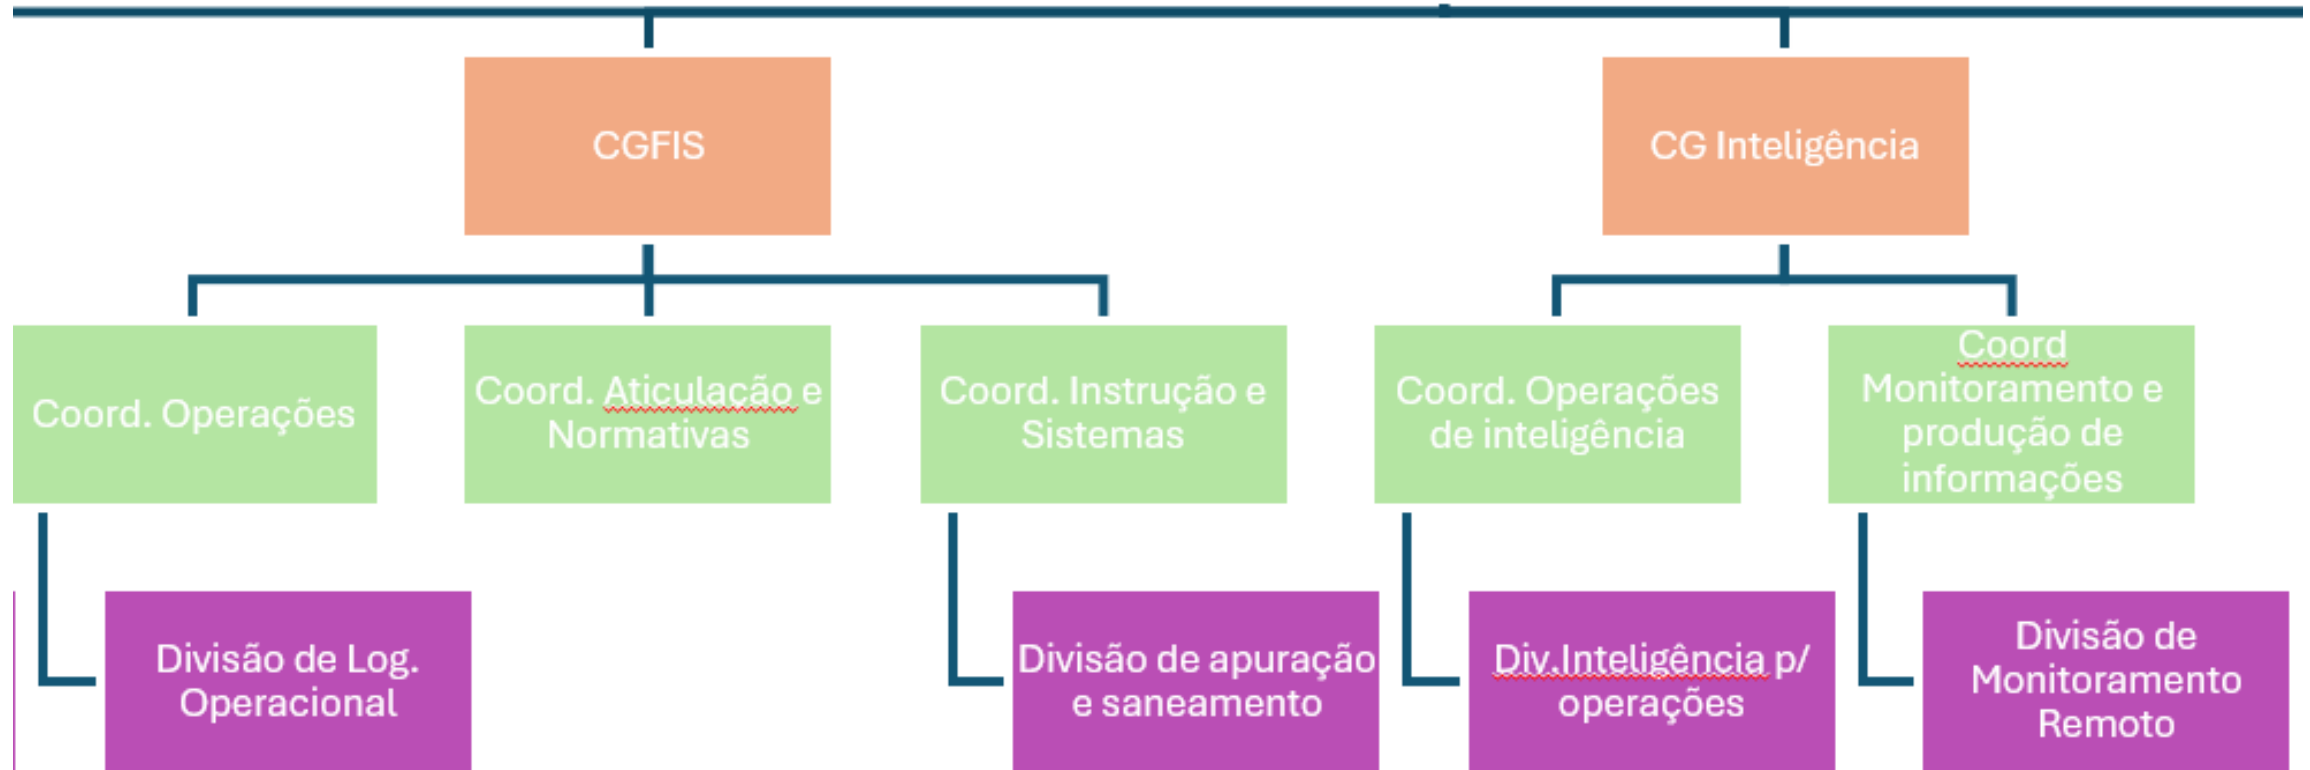 CGFIS
CG Inteligência
Coord. Operações
Coord. Aticulação e
Normativas
Coord. Instrução e
Sistemas
Coord. Operações
de inteligência
Coord
Monitoramento e
produção de
informações
Divisão de Log.
Operacional
Divisão de apuração
e saneamento
Div.Inteligência p/
operações
Divisão de
Monitoramento
Remoto